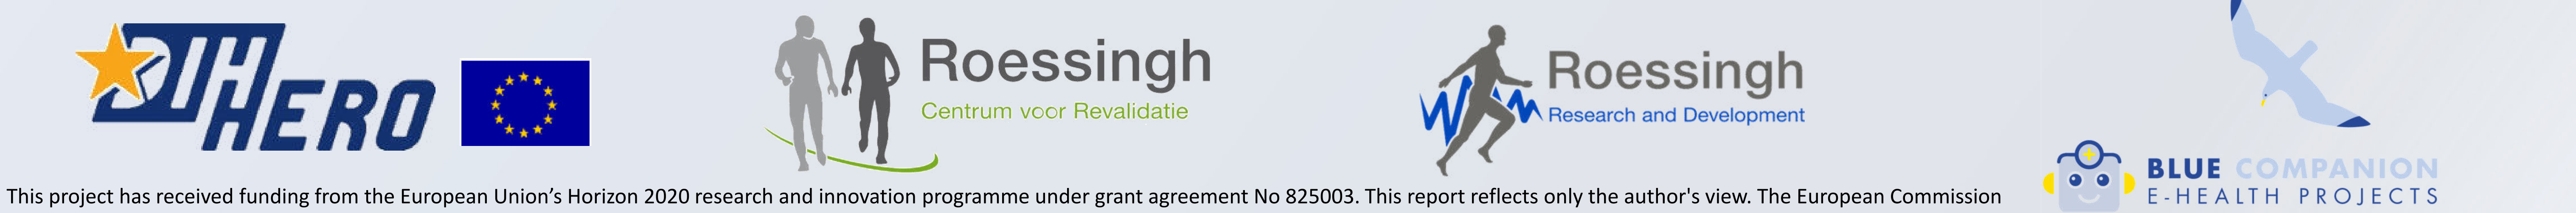 DIH
HERO
Roessingh
Centrum voor Revalidatie
Roessingh
Research and Development
BLUE COMPANION
E-HEALTH PROJECTS
This project has received funding from the European Union’s Horizon 2020 research and innovation programme under grant agreement No 825003. This report reflects only the author's view. The European Commission